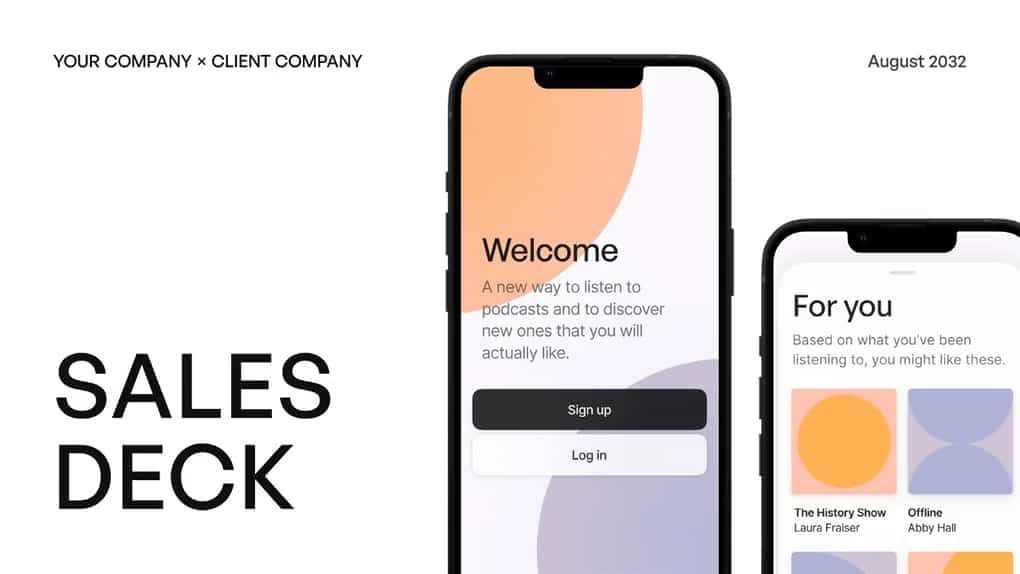 YOUR COMPANY × CLIENT COMPANY
August 2032
SALES
DECK
Welcome
A new way to listen to
podcasts and to discover
new ones that you will
actually like.
Sign up
Log in
For you
Based on what you've been
listening to, you might like these.
The History Show
Laura Fraiser
Offline
Abby Hall